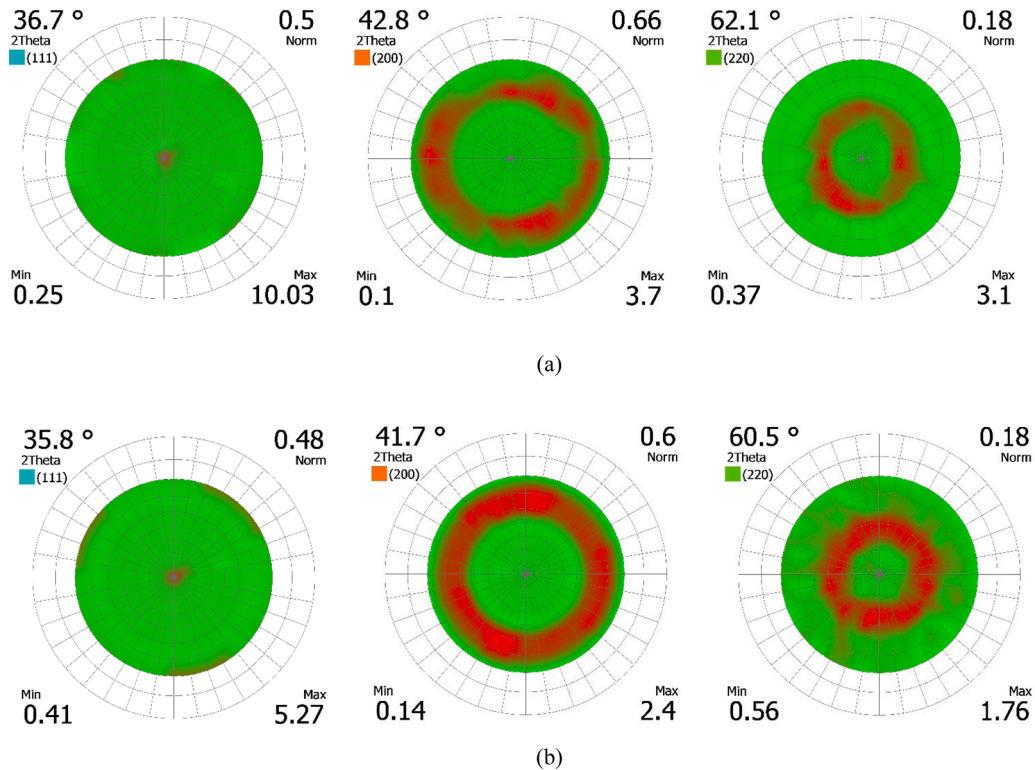 36.7 °
2Theta
(111)
0.5
Norm
Min
0.25
Max
10.03
42.8 °
2Theta
(200)
0.66
Norm
Min
0.1
Max
3.7
62.1 °
2Theta
(220)
0.18
Norm
Min
0.37
Max
3.1
(a)
35.8 °
2Theta
(111)
0.48
Norm
Min
0.41
Max
5.27
41.7 °
2Theta
(200)
0.6
Norm
Min
0.14
Max
2.4
60.5 °
2Theta
(220)
0.18
Norm
Min
0.56
Max
1.76
(b)